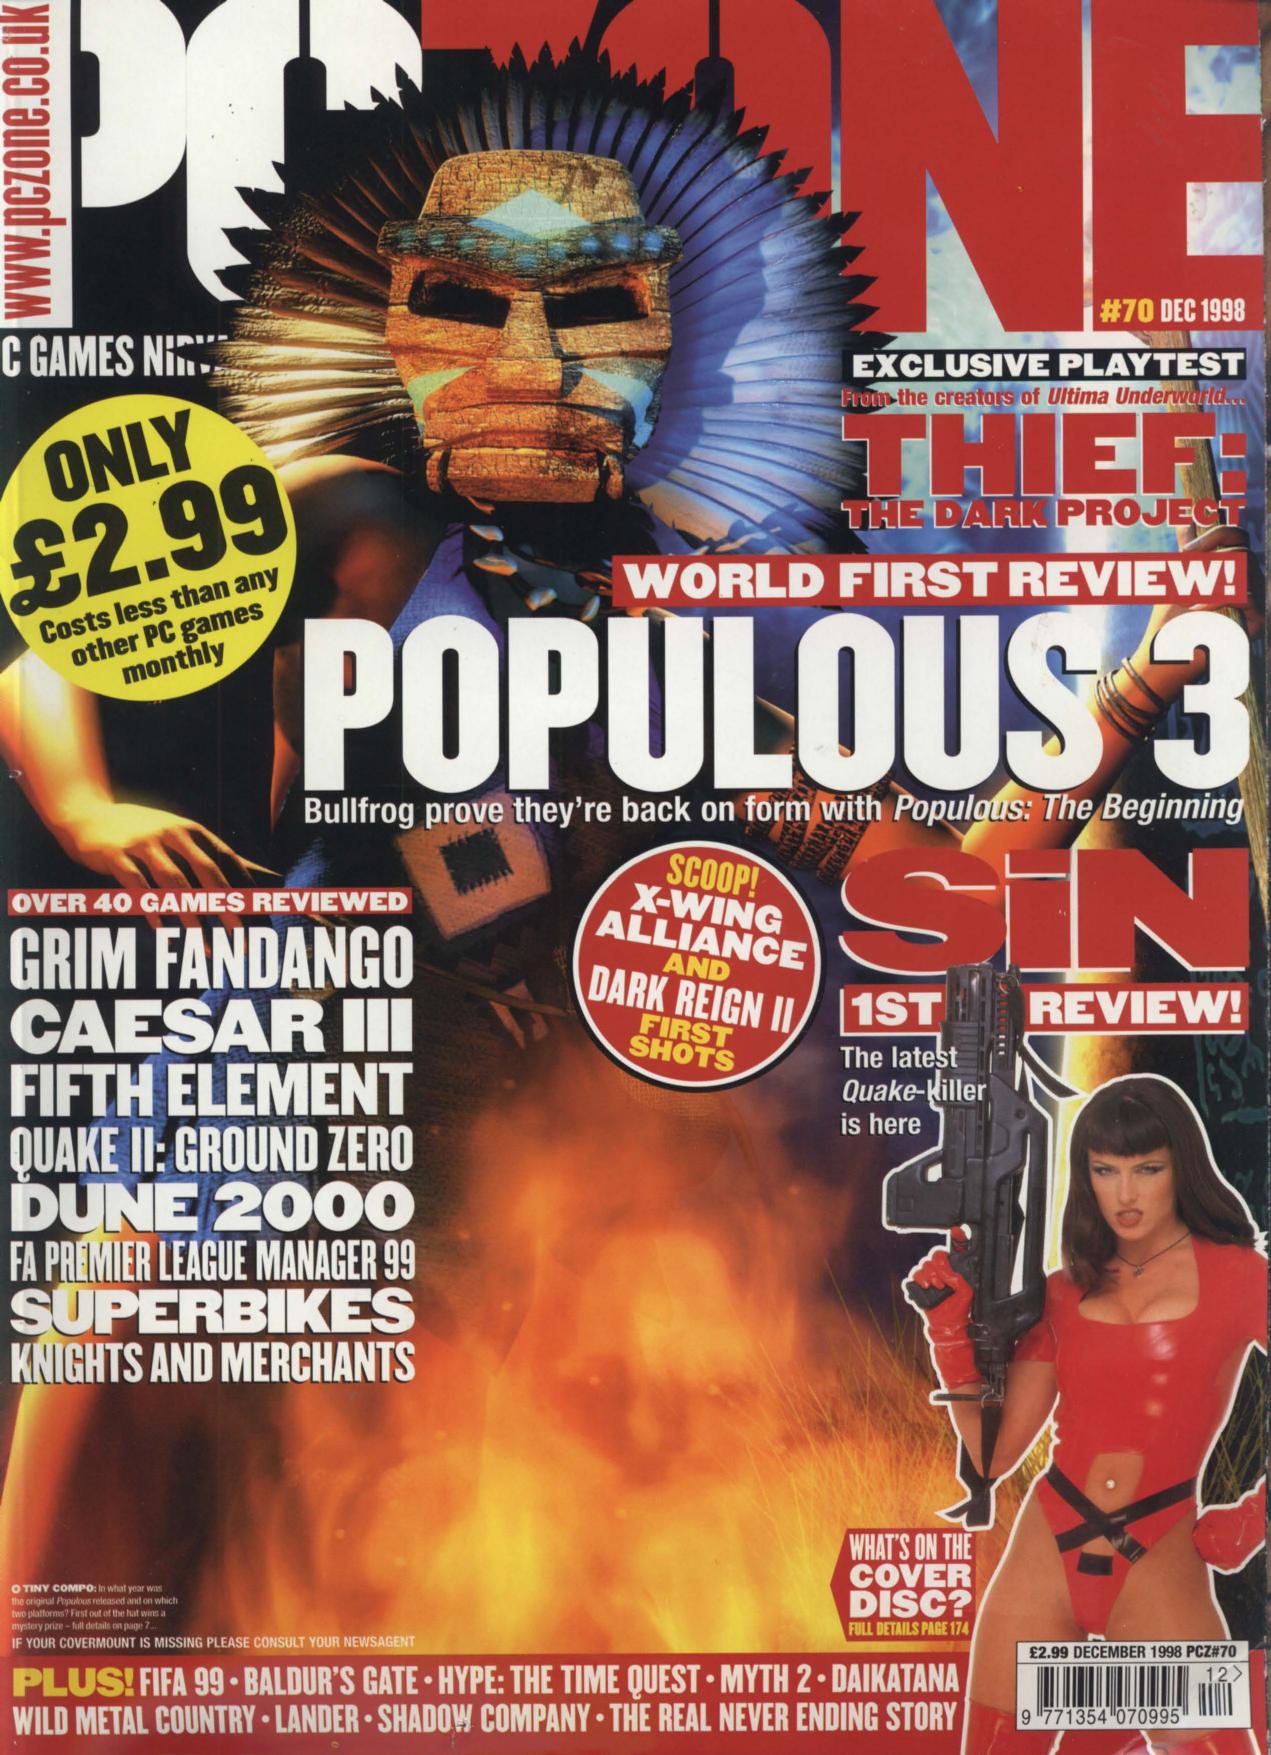 www.pczone.co.uk
PC ZONE
#70 DEC 1998
C GAMES
ONLY
£2.99
Costs less than any
other PC games
monthly
EXCLUSIVE PLAYTEST
From the creators of Ultima Underworld...
THIEF:
THE DARK PROJECT
WORLD FIRST REVIEW!
POPULOUS 3
Bullfrog prove they're back on form with Populous: The Beginning
OVER 40 GAMES REVIEWED
GRIM FANDANGO
CAESAR III
FIFTH ELEMENT
QUAKE II: GROUND ZERO
DUNE 2000
FA PREMIER LEAGUE MANAGER 99
SUPERBIKES
KNIGHTS AND MERCHANTS
SCOOP!
X-WING
ALLIANCE
AND
DARK REIGN II
FIRST
SHOTS
SiN
1ST REVIEW!
The latest
Quake-killer
is here
WHAT'S ON THE
COVER
DISC?
FULL DETAILS PAGE 174
TINY COMPO: In what year was
the original Populous released and on which
two platforms? First out of the hat wins a
mystery prize – full details on page 7...
IF YOUR COVERMOUNT IS MISSING PLEASE CONSULT YOUR NEWSAGENT
PLUS! FIFA 99 • BALDUR'S GATE • HYPE: THE TIME QUEST • MYTH 2 • DAIKATANA
WILD METAL COUNTRY • LANDER • SHADOW COMPANY • THE REAL NEVER ENDING STORY
£2.99 DECEMBER 1998 PCZ#70
12>
9 771354 070995